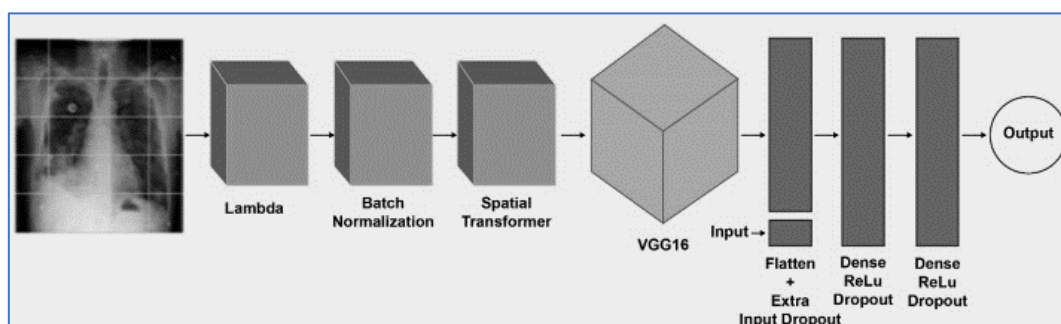 Lambda
Batch
Normalization
Spatial
Transformer
VGG16
Input
Flatten
+
Extra
Input Dropout
Dense
ReLu
Dropout
Dense
ReLu
Dropout
Output